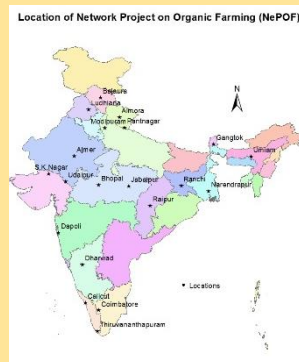 Location of Network Project on Organic Farming (NePOF)
N
Bajaura
Ludhiana
Almora
Modipuram Pantnagar
Ajmer
Gangtok
Umiam
S.K.Nagar
Udaipur
Bhopal
Jabalpur
Ranchi
Narendrapur
Raipur
Dapoli
Dharwad
Locations
Calicut
Coimbatore
Thiruvananthapuram